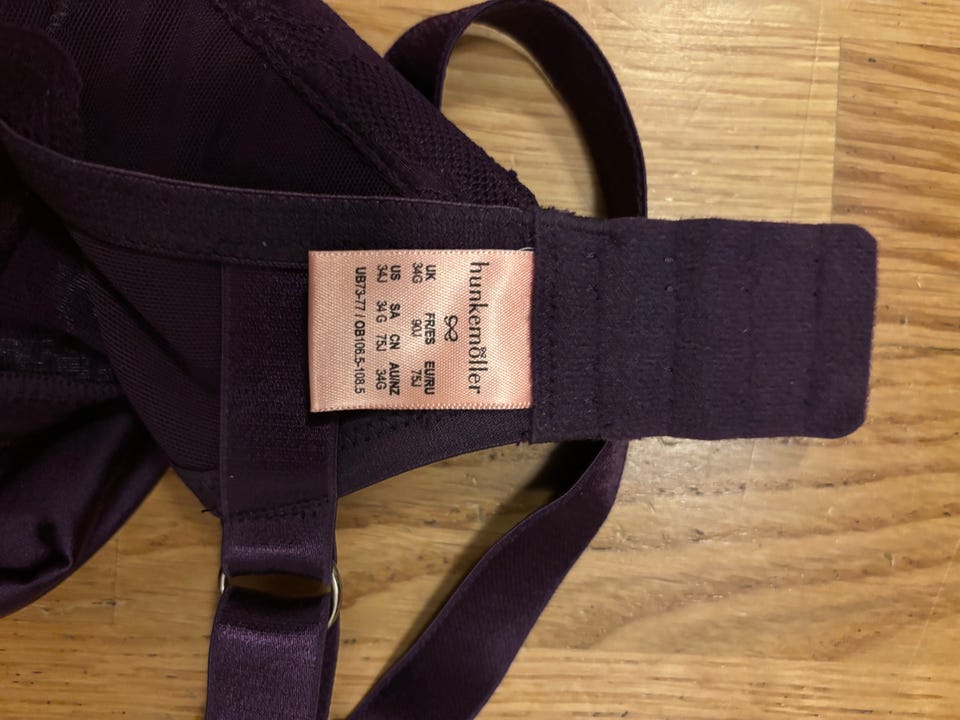 hunkemöller
UK FR/ES EU/RU
34G 90J 75J
US SA CN AU/NZ
34J 34G 75J 34G
UB73-77 / OB106.5-108.5